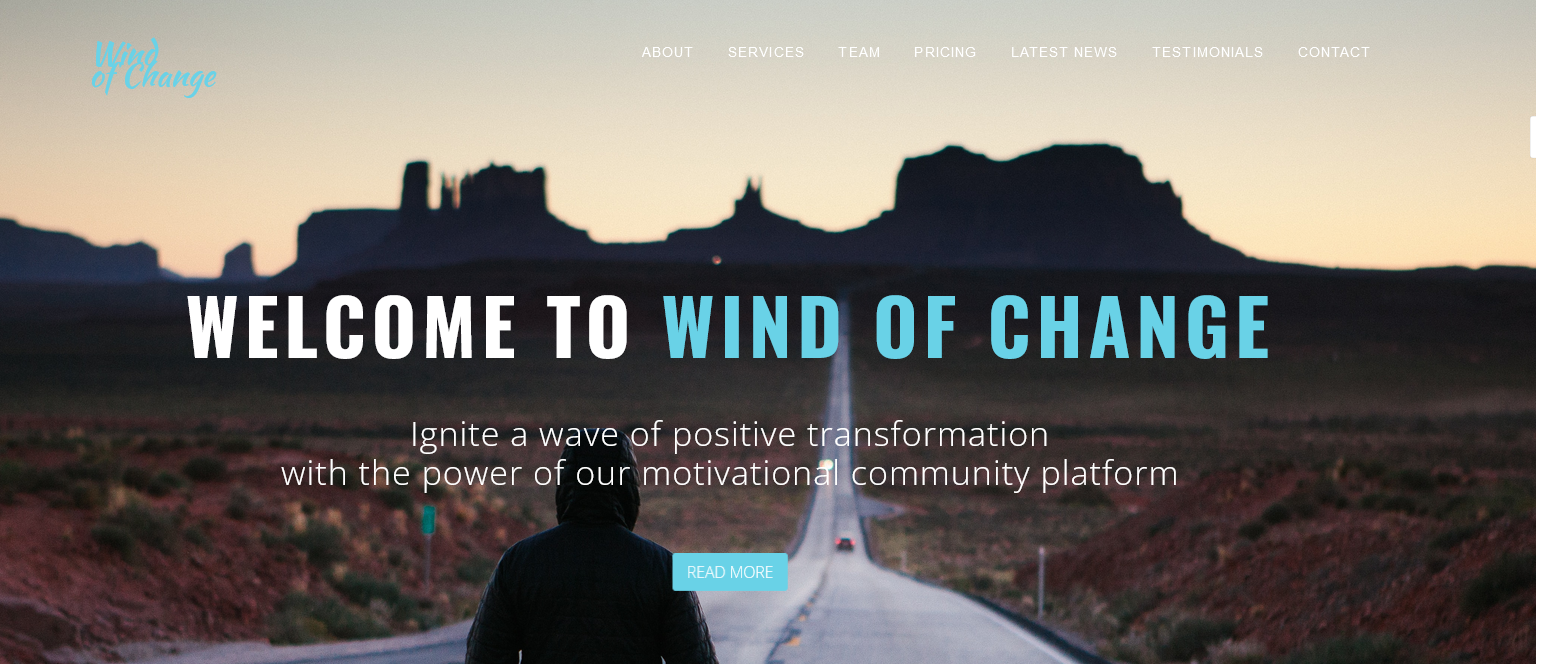 Wind
of Change
ABOUT SERVICES TEAM PRICING LATEST NEWS TESTIMONIALS CONTACT
WELCOME TO WIND OF CHANGE
Ignite a wave of positive transformation
with the power of our motivational community platform
READ MORE